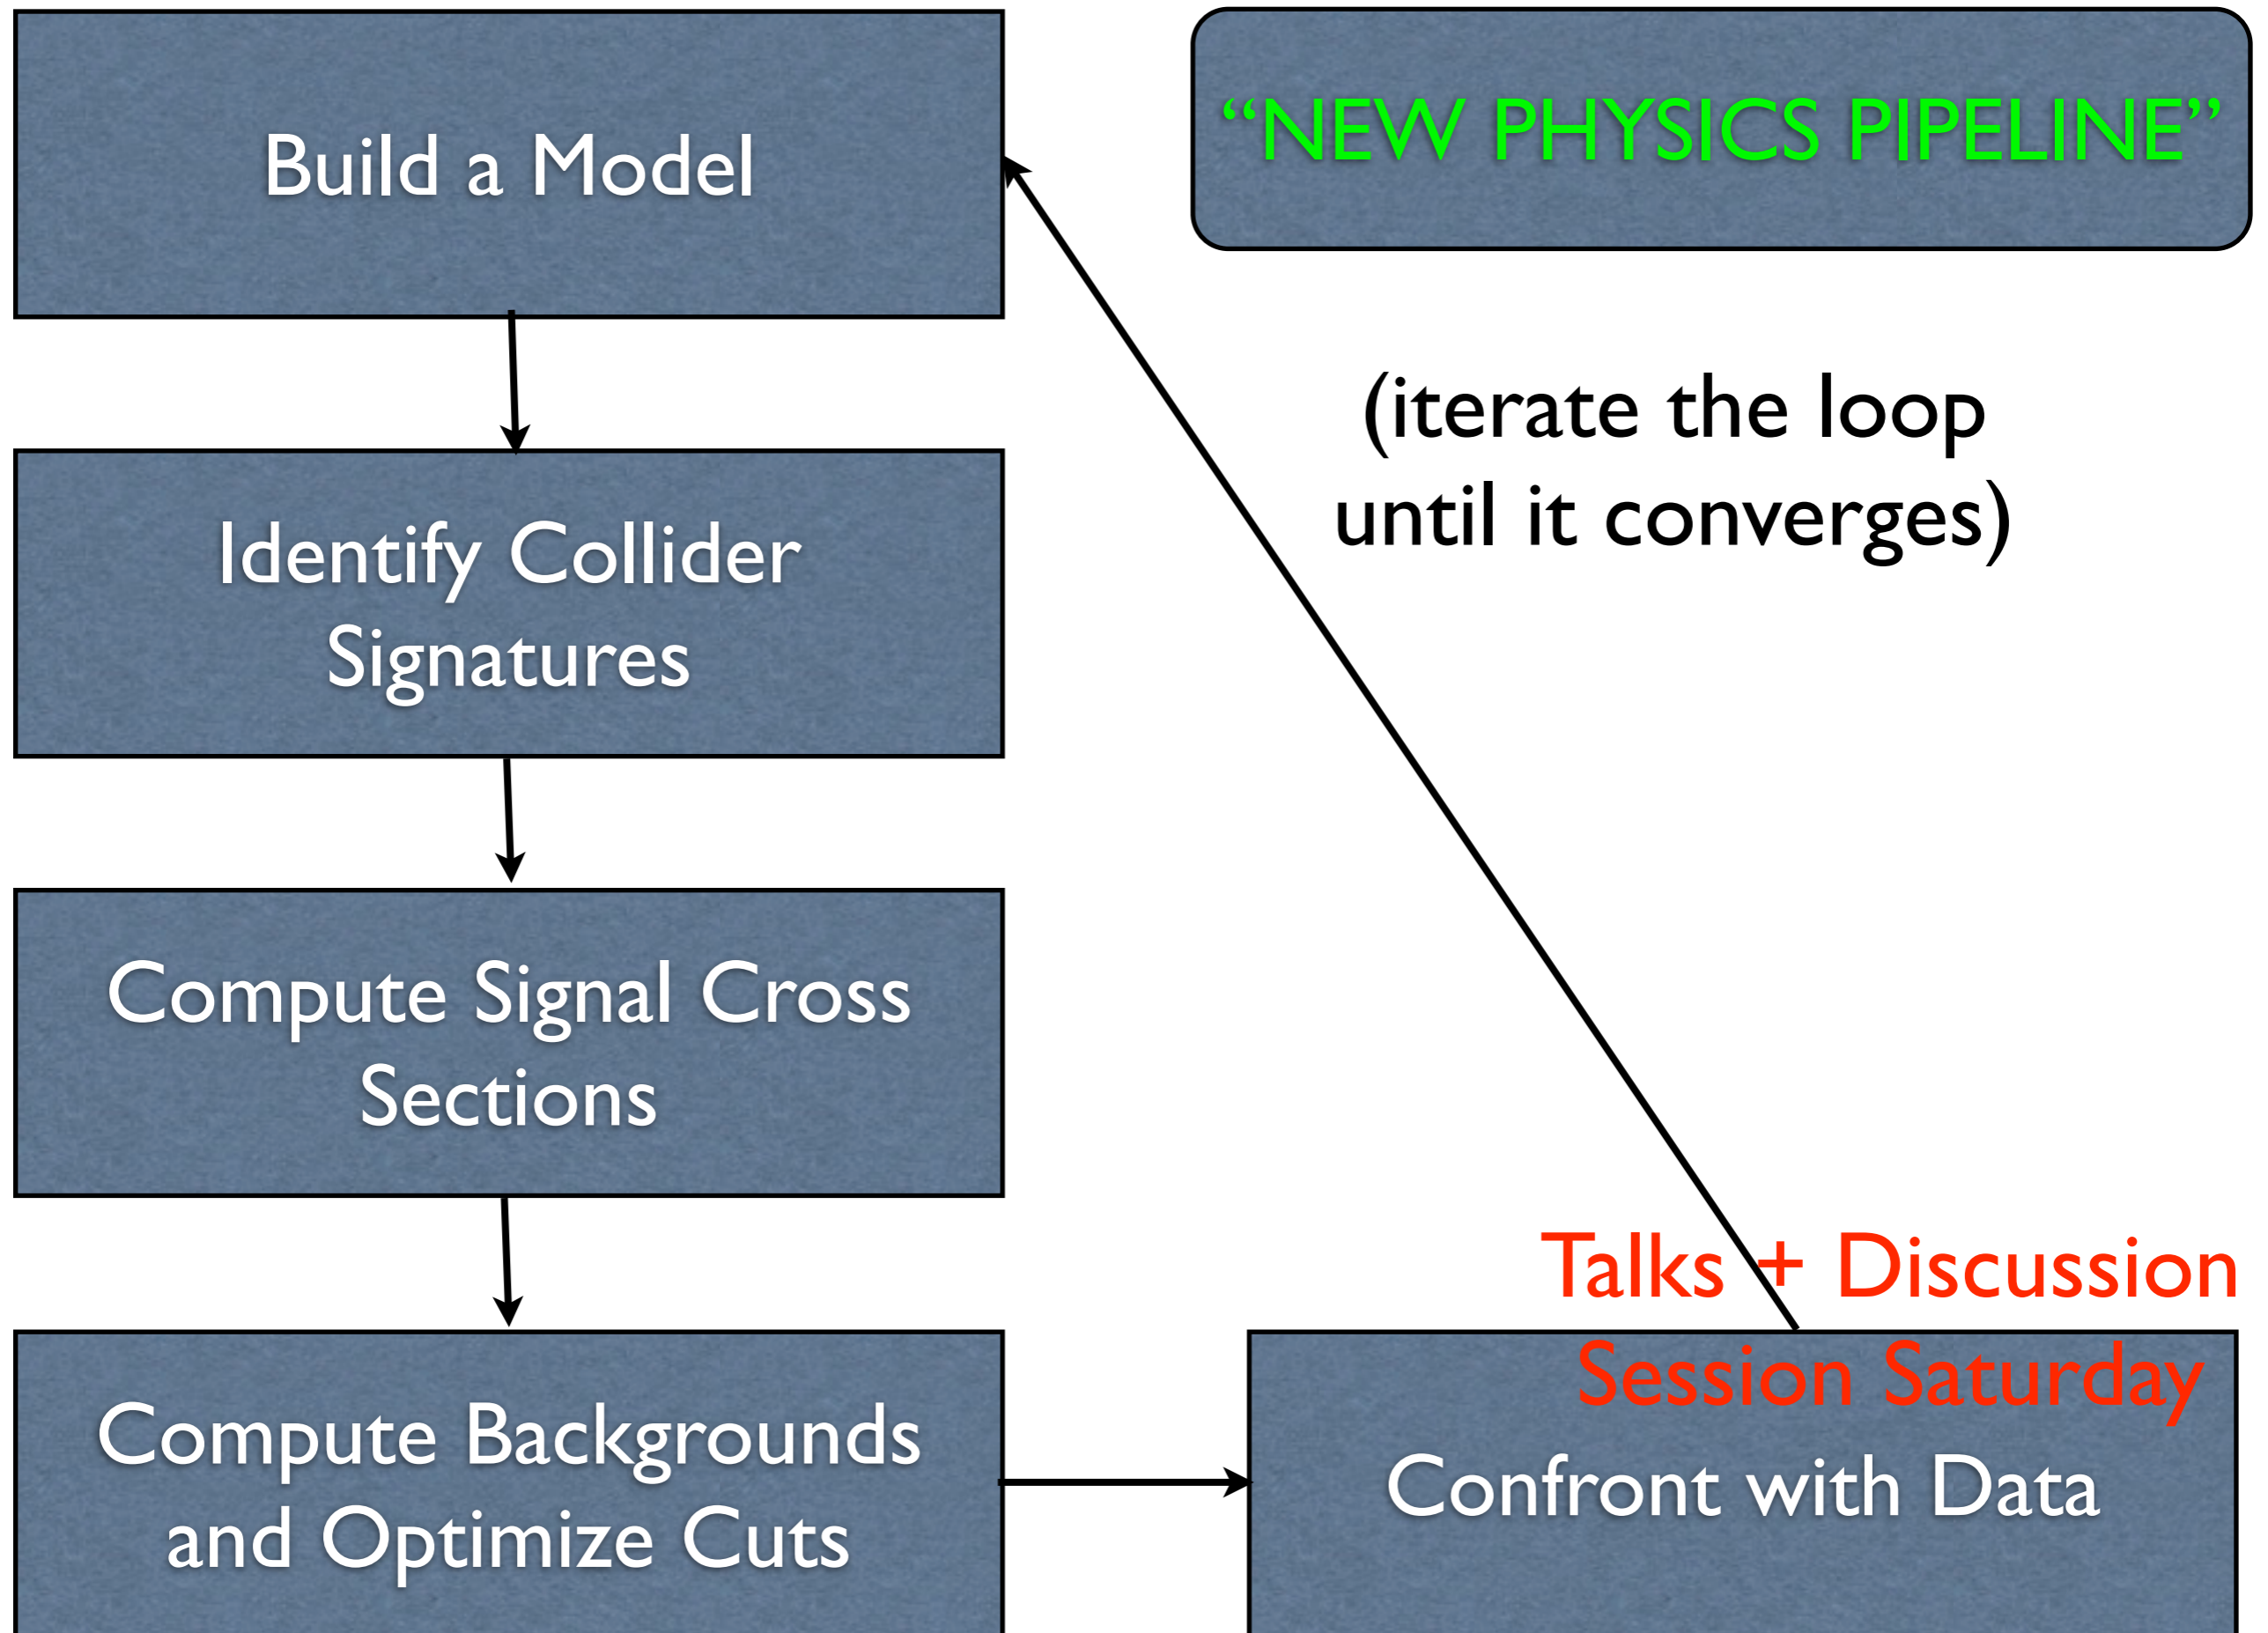 Build a Model
“NEW PHYSICS PIPELINE”
(iterate the loop
until it converges)
Identify Collider
Signatures
Compute Signal Cross
Sections
Compute Backgrounds
and Optimize Cuts
Talks + Discussion
Session Saturday
Confront with Data